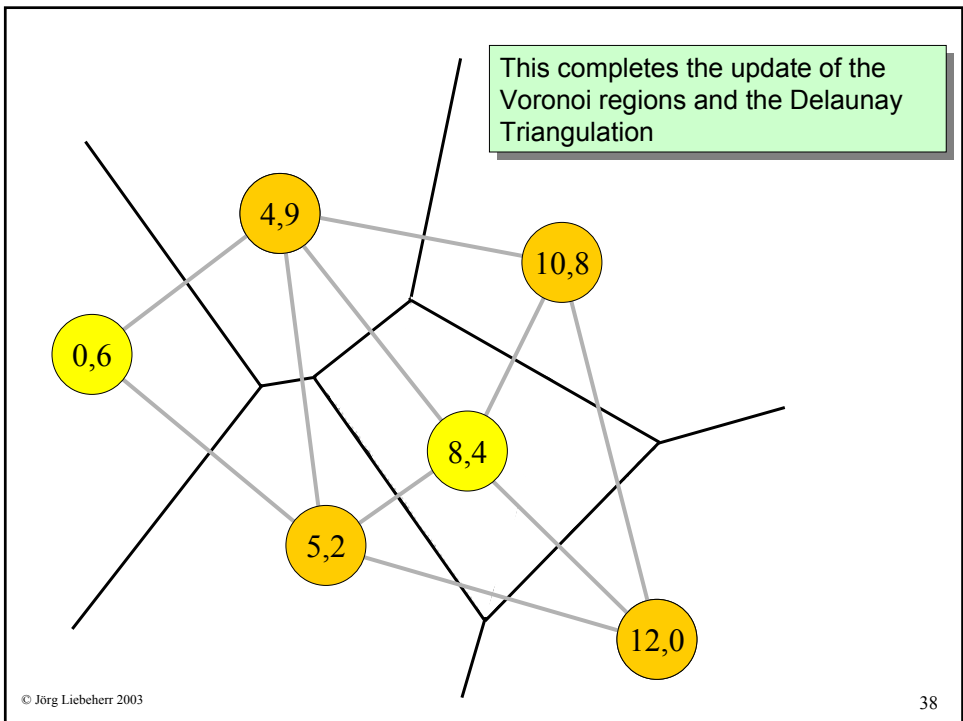 This completes the update of the
Voronoi regions and the Delaunay
Triangulation
4,9
10,8
0,6
8,4
5,2
12,0
© Jörg Liebeherr 2003
38